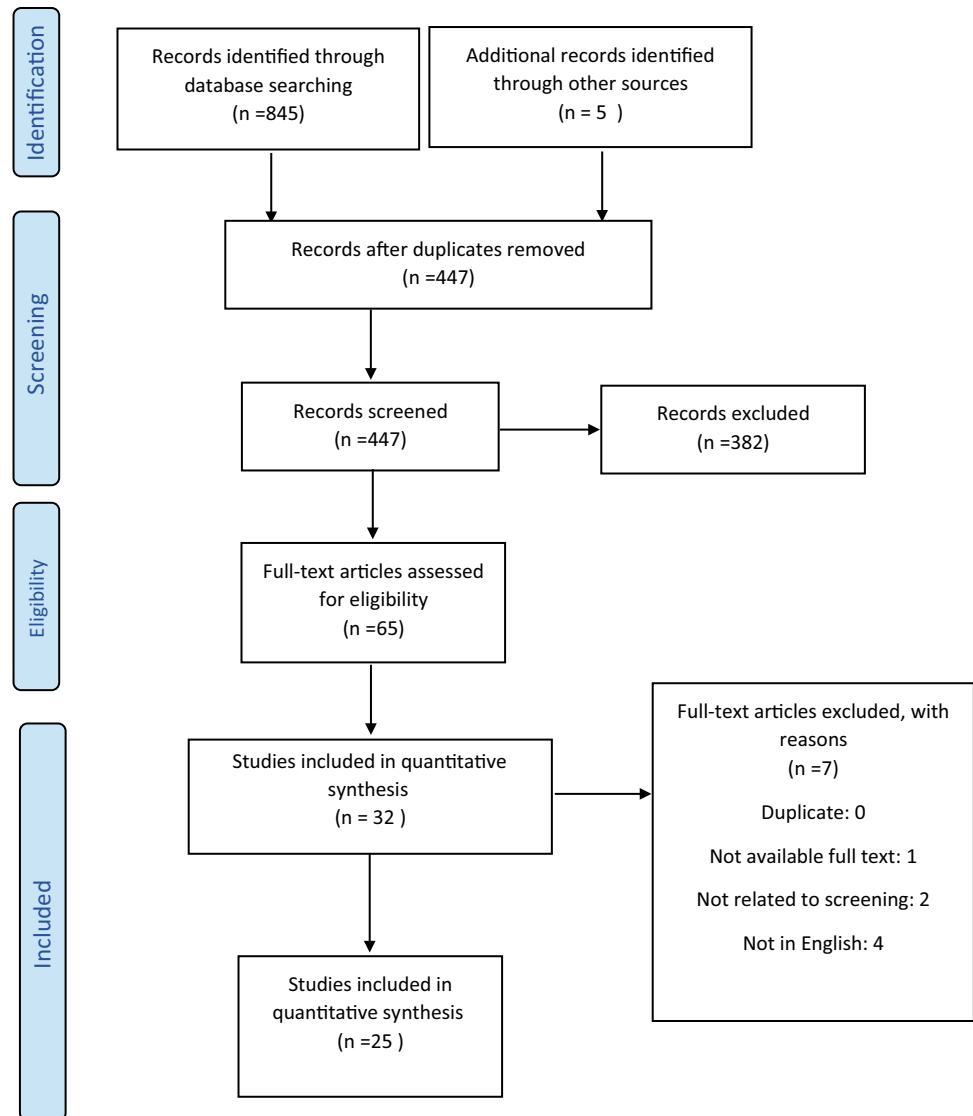 Identification
Records identified through
database searching
(n =845)
Additional records identified
through other sources
(n = 5  )
Screening
Records after duplicates removed
(n =447)
Records screened
(n =447)
Records excluded
(n =382)
Eligibility
Full-text articles assessed
for eligibility
(n =65)
Included
Studies included in quantitative
synthesis
(n = 32 )
Full-text articles excluded, with
reasons
(n =7)
Duplicate: 0
Not available full text: 1
Not related to screening: 2
Not in English: 4
Studies included in
quantitative synthesis
(n =25 )